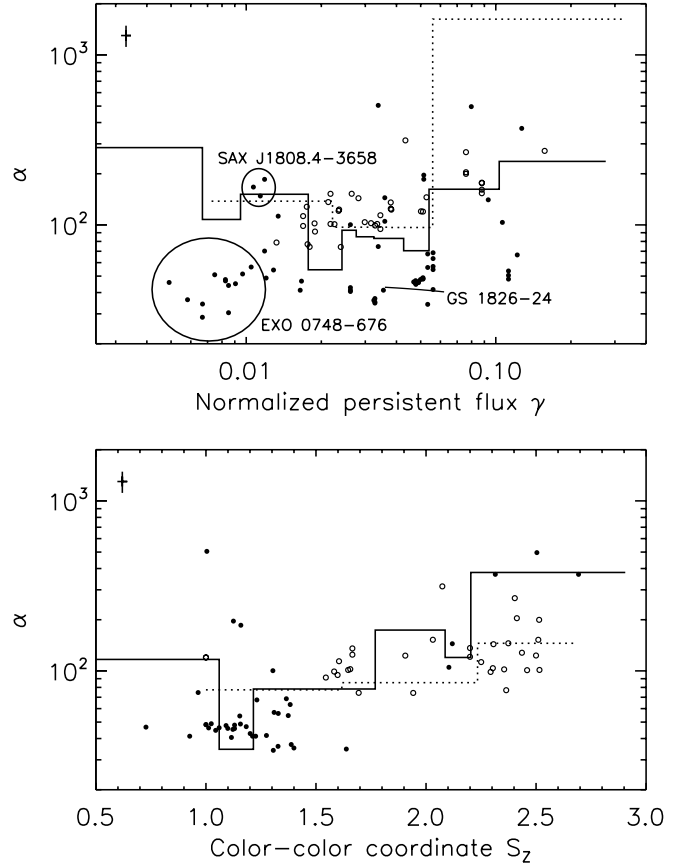 10³
SAX J1808.4−3658
α
10²
GS 1826−24
EXO 0748−676
0.01 0.10
Normalized persistent flux γ
10³
α
10²
0.5 1.0 1.5 2.0 2.5 3.0
Color−color coordinate S_Z